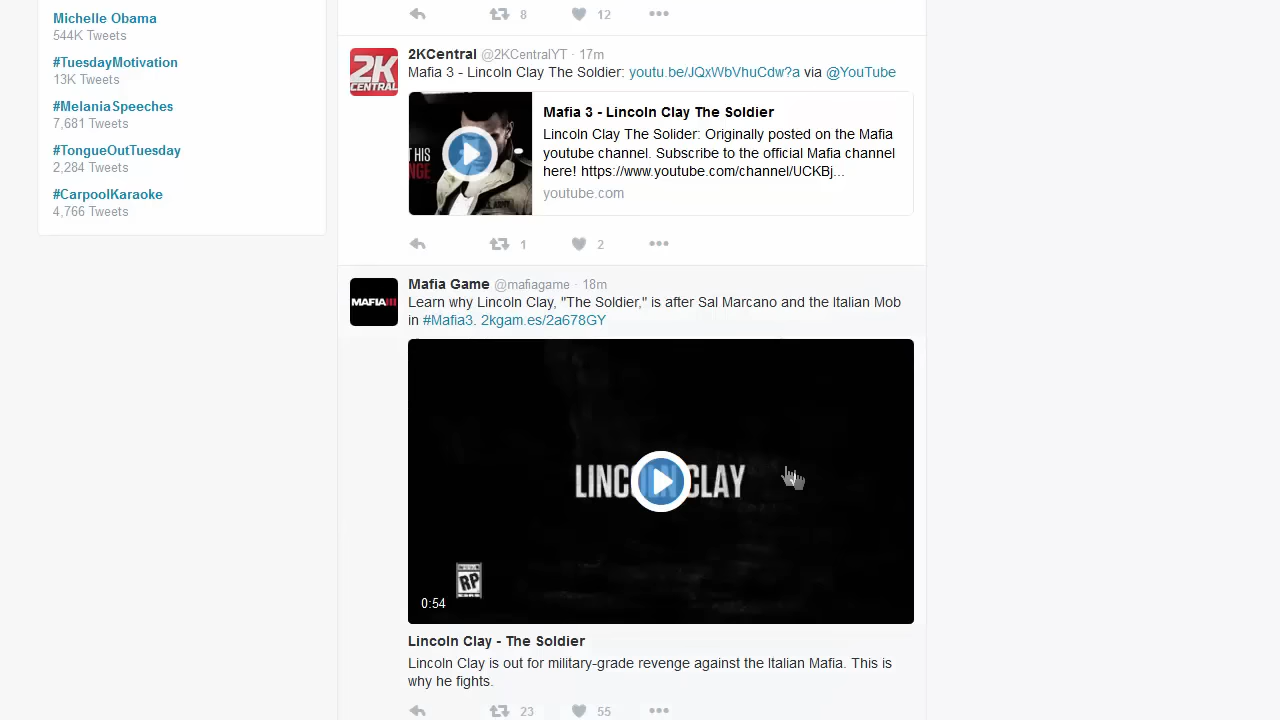 Michelle Obama
544K Tweets
#TuesdayMotivation
13K Tweets
#MelaniaSpeeches
7,681 Tweets
#TongueOutTuesday
2,284 Tweets
#CarpoolKaraoke
4,766 Tweets
8 12
2KCentral @2KCentralYT · 17m
Mafia 3 - Lincoln Clay The Soldier: youtu.be/JQxWbVhuCdw?a via @YouTube
2K
CENTRAL
Mafia 3 - Lincoln Clay The Soldier
Lincoln Clay The Solider: Originally posted on the Mafia
youtube channel. Subscribe to the official Mafia channel
here! https://www.youtube.com/channel/UCKBj...
youtube.com
1 2
Mafia Game @mafiagame · 18m
MAFIA III
Learn why Lincoln Clay, "The Soldier," is after Sal Marcano and the Italian Mob
in #Mafia3. 2kgam.es/2a678GY
LINCOLN CLAY
RP
0:54
Lincoln Clay - The Soldier
Lincoln Clay is out for military-grade revenge against the Italian Mafia. This is
why he fights.
23 55